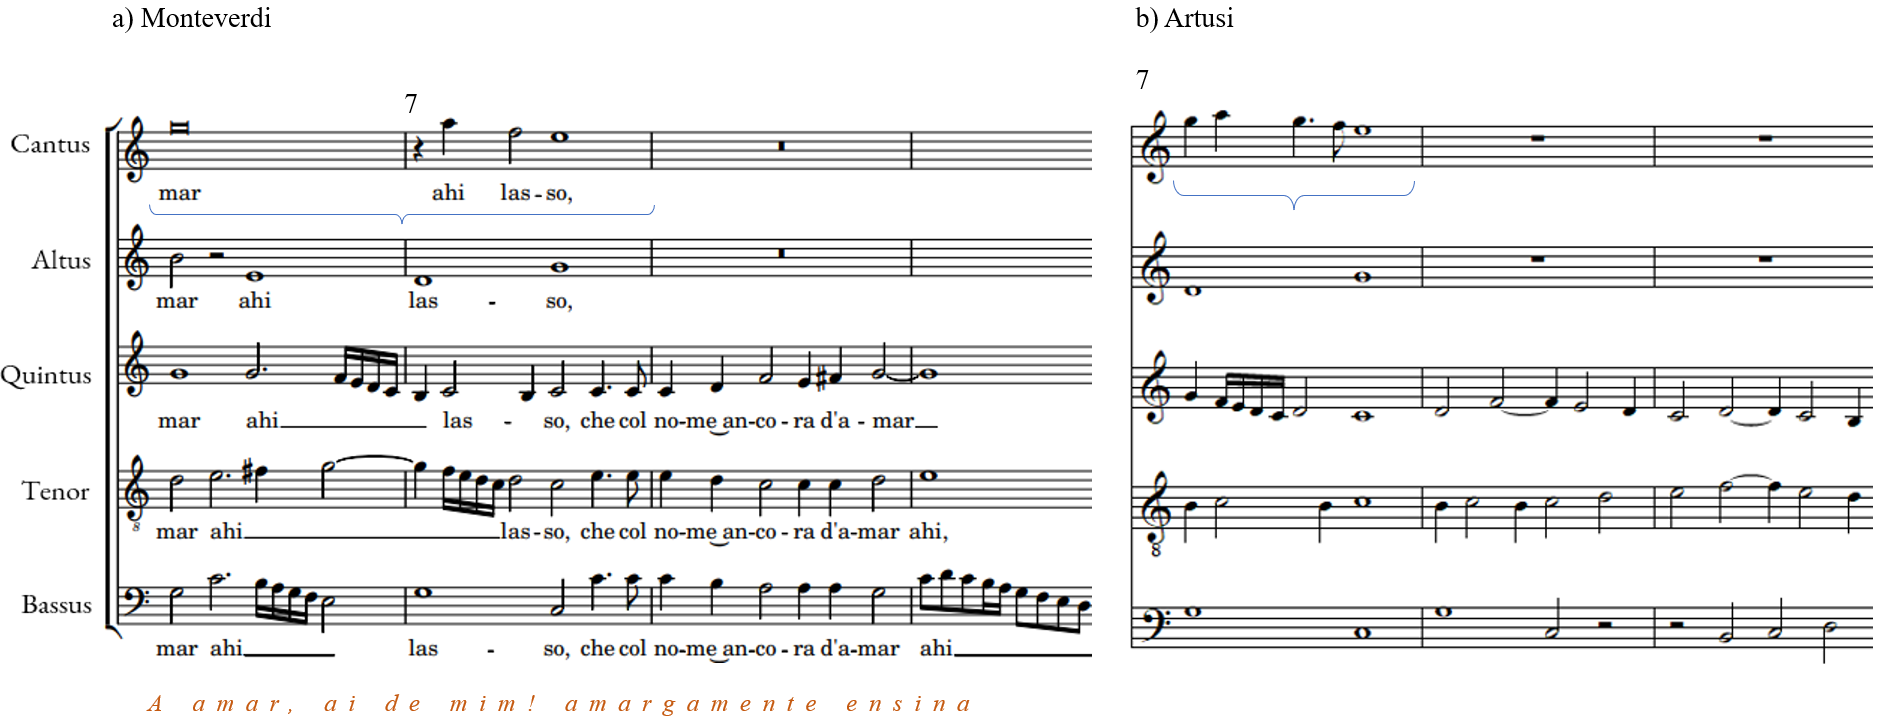 a) Monteverdi
b) Artusi
7
7
Cantus
mar ahi las - so,
Altus
mar ahi las - so,
Quintus
mar ahi las - so, che col no-me an-co-ra d'a - mar
Tenor
8
8
mar ahi las-so, che col no-me an-co-ra d'a-mar ahi,
Bassus
mar ahi las - so, che col no-me an-co-ra d'a-mar ahi
A amar, ai de mim! amargamente ensina